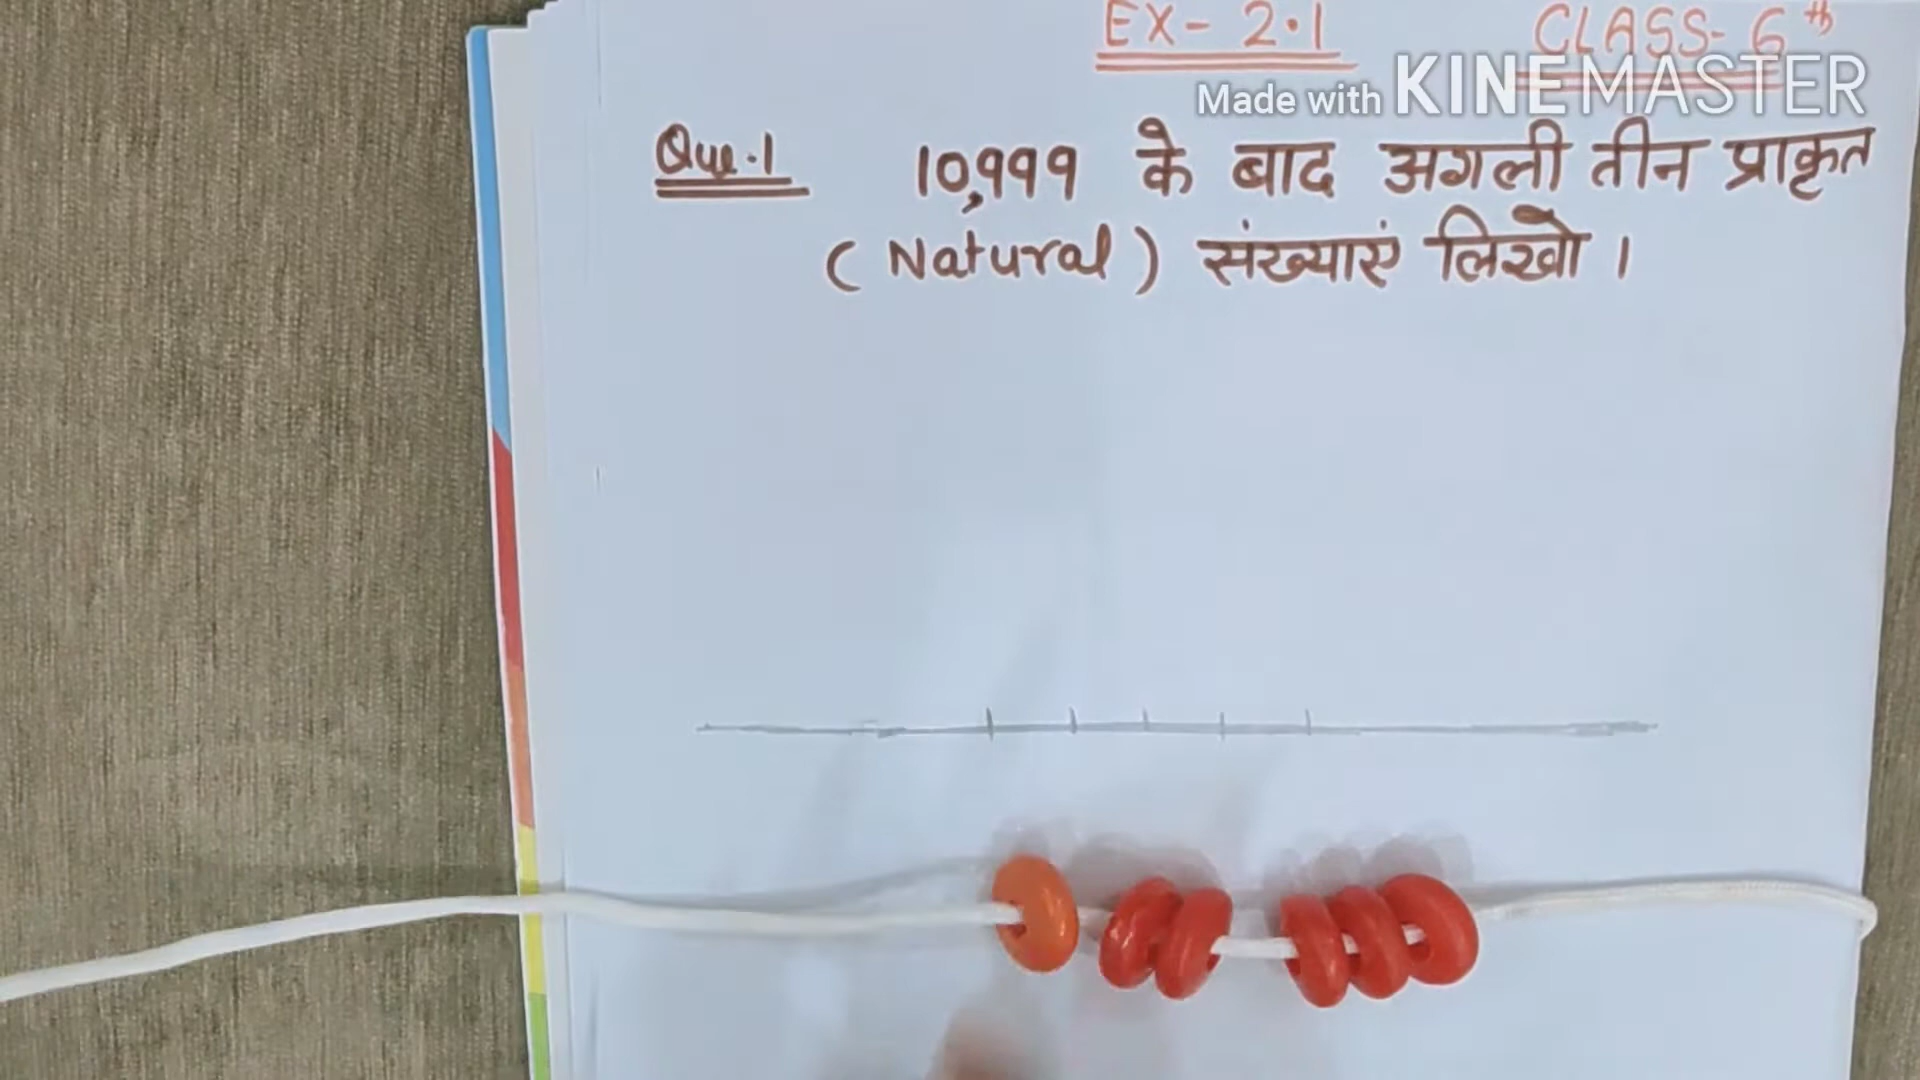 EX- 2.1 CLASS- 6th
Made with KINEMASTER
Que.1 10,999 के बाद अगली तीन प्राकृत
( Natural ) संख्याएं लिखो ।